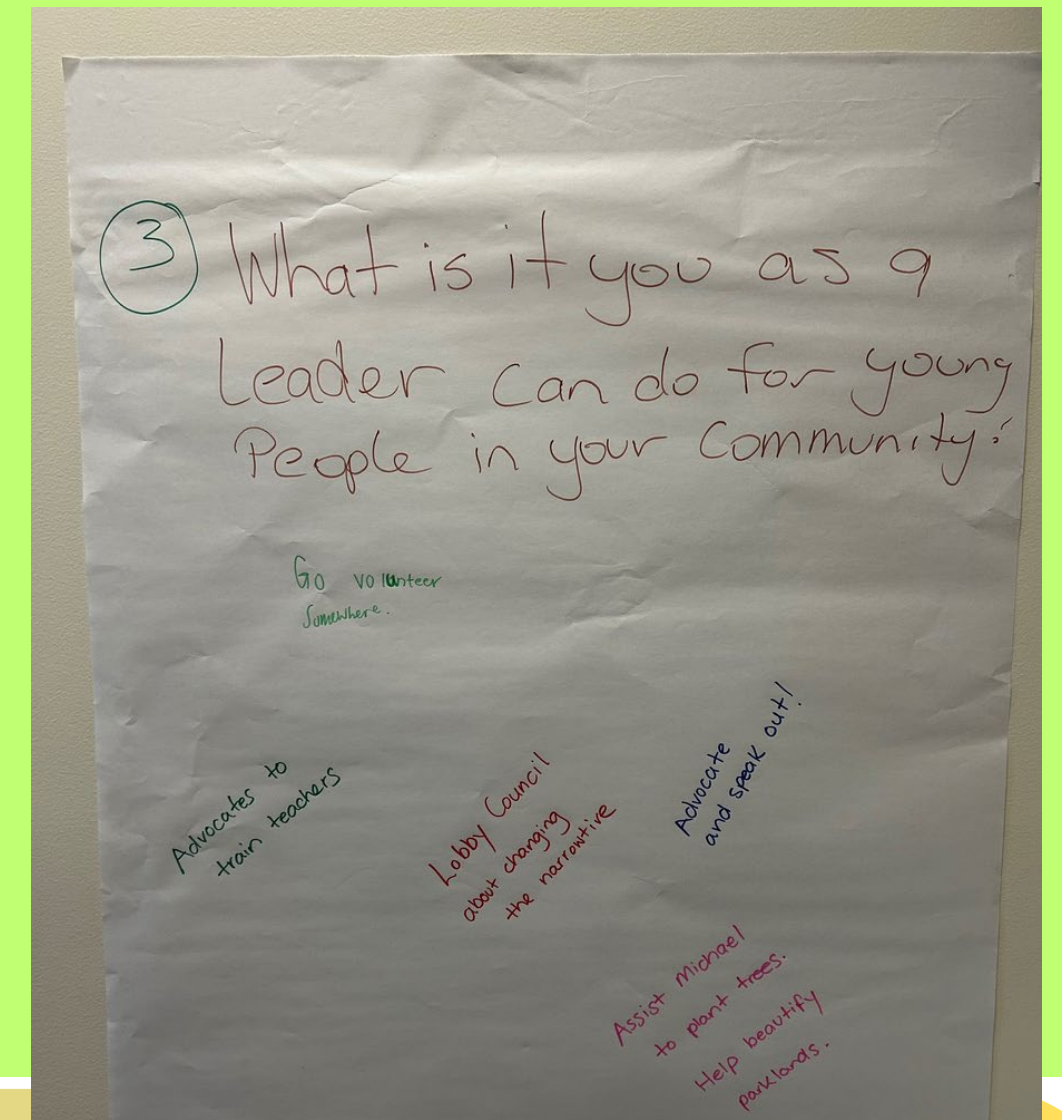 3 What is it you as a
Leader can do for young
People in your Community?
Go volunteer
Somewhere.
Advocates to
train teachers
Lobby Council
about changing
the narrowtive
Advocate
and speak out!
Assist Michael
to plant trees.
Help beautify
parklands.